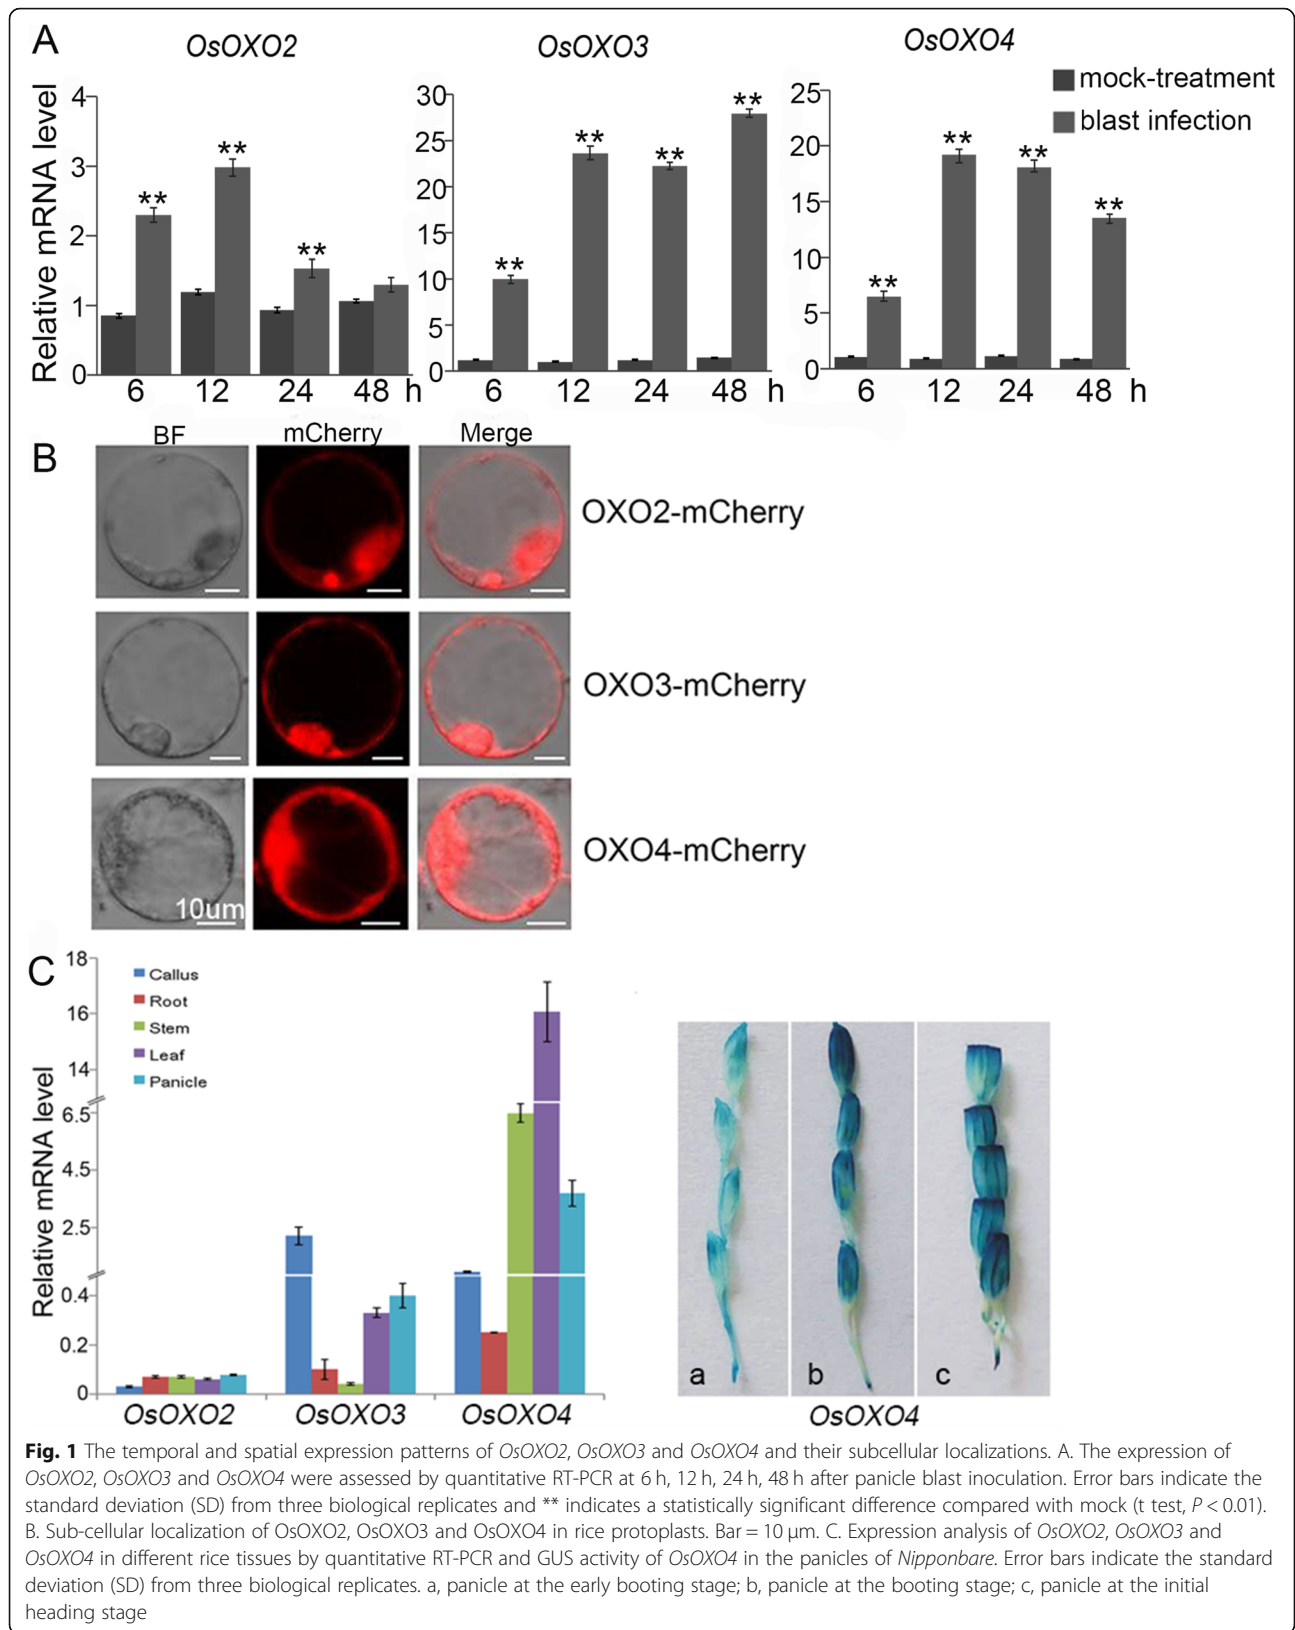 A
OsOXO2
OsOXO3
OsOXO4
mock-treatment
blast infection
Relative mRNA level
4
3
2
1
0
** ** **
6 12 24 48 h
30
25
20
15
10
5
0
** ** ** **
6 12 24 48 h
25
20
15
10
5
0
** ** ** **
6 12 24 48 h
B
BF mCherry Merge
OXO2-mCherry
OXO3-mCherry
OXO4-mCherry
10um
C
Relative mRNA level
18
16
14
6.5
4.5
2.5
0.4
0.2
0
Callus
Root
Stem
Leaf
Panicle
OsOXO2 OsOXO3 OsOXO4
a b c
OsOXO4
Fig. 1 The temporal and spatial expression patterns of OsOXO2, OsOXO3 and OsOXO4 and their subcellular localizations. A. The expression of
OsOXO2, OsOXO3 and OsOXO4 were assessed by quantitative RT-PCR at 6 h, 12 h, 24 h, 48 h after panicle blast inoculation. Error bars indicate the
standard deviation (SD) from three biological replicates and ** indicates a statistically significant difference compared with mock (t test, P < 0.01).
B. Sub-cellular localization of OsOXO2, OsOXO3 and OsOXO4 in rice protoplasts. Bar = 10 μm. C. Expression analysis of OsOXO2, OsOXO3 and
OsOXO4 in different rice tissues by quantitative RT-PCR and GUS activity of OsOXO4 in the panicles of Nipponbare. Error bars indicate the standard
deviation (SD) from three biological replicates. a, panicle at the early booting stage; b, panicle at the booting stage; c, panicle at the initial
heading stage